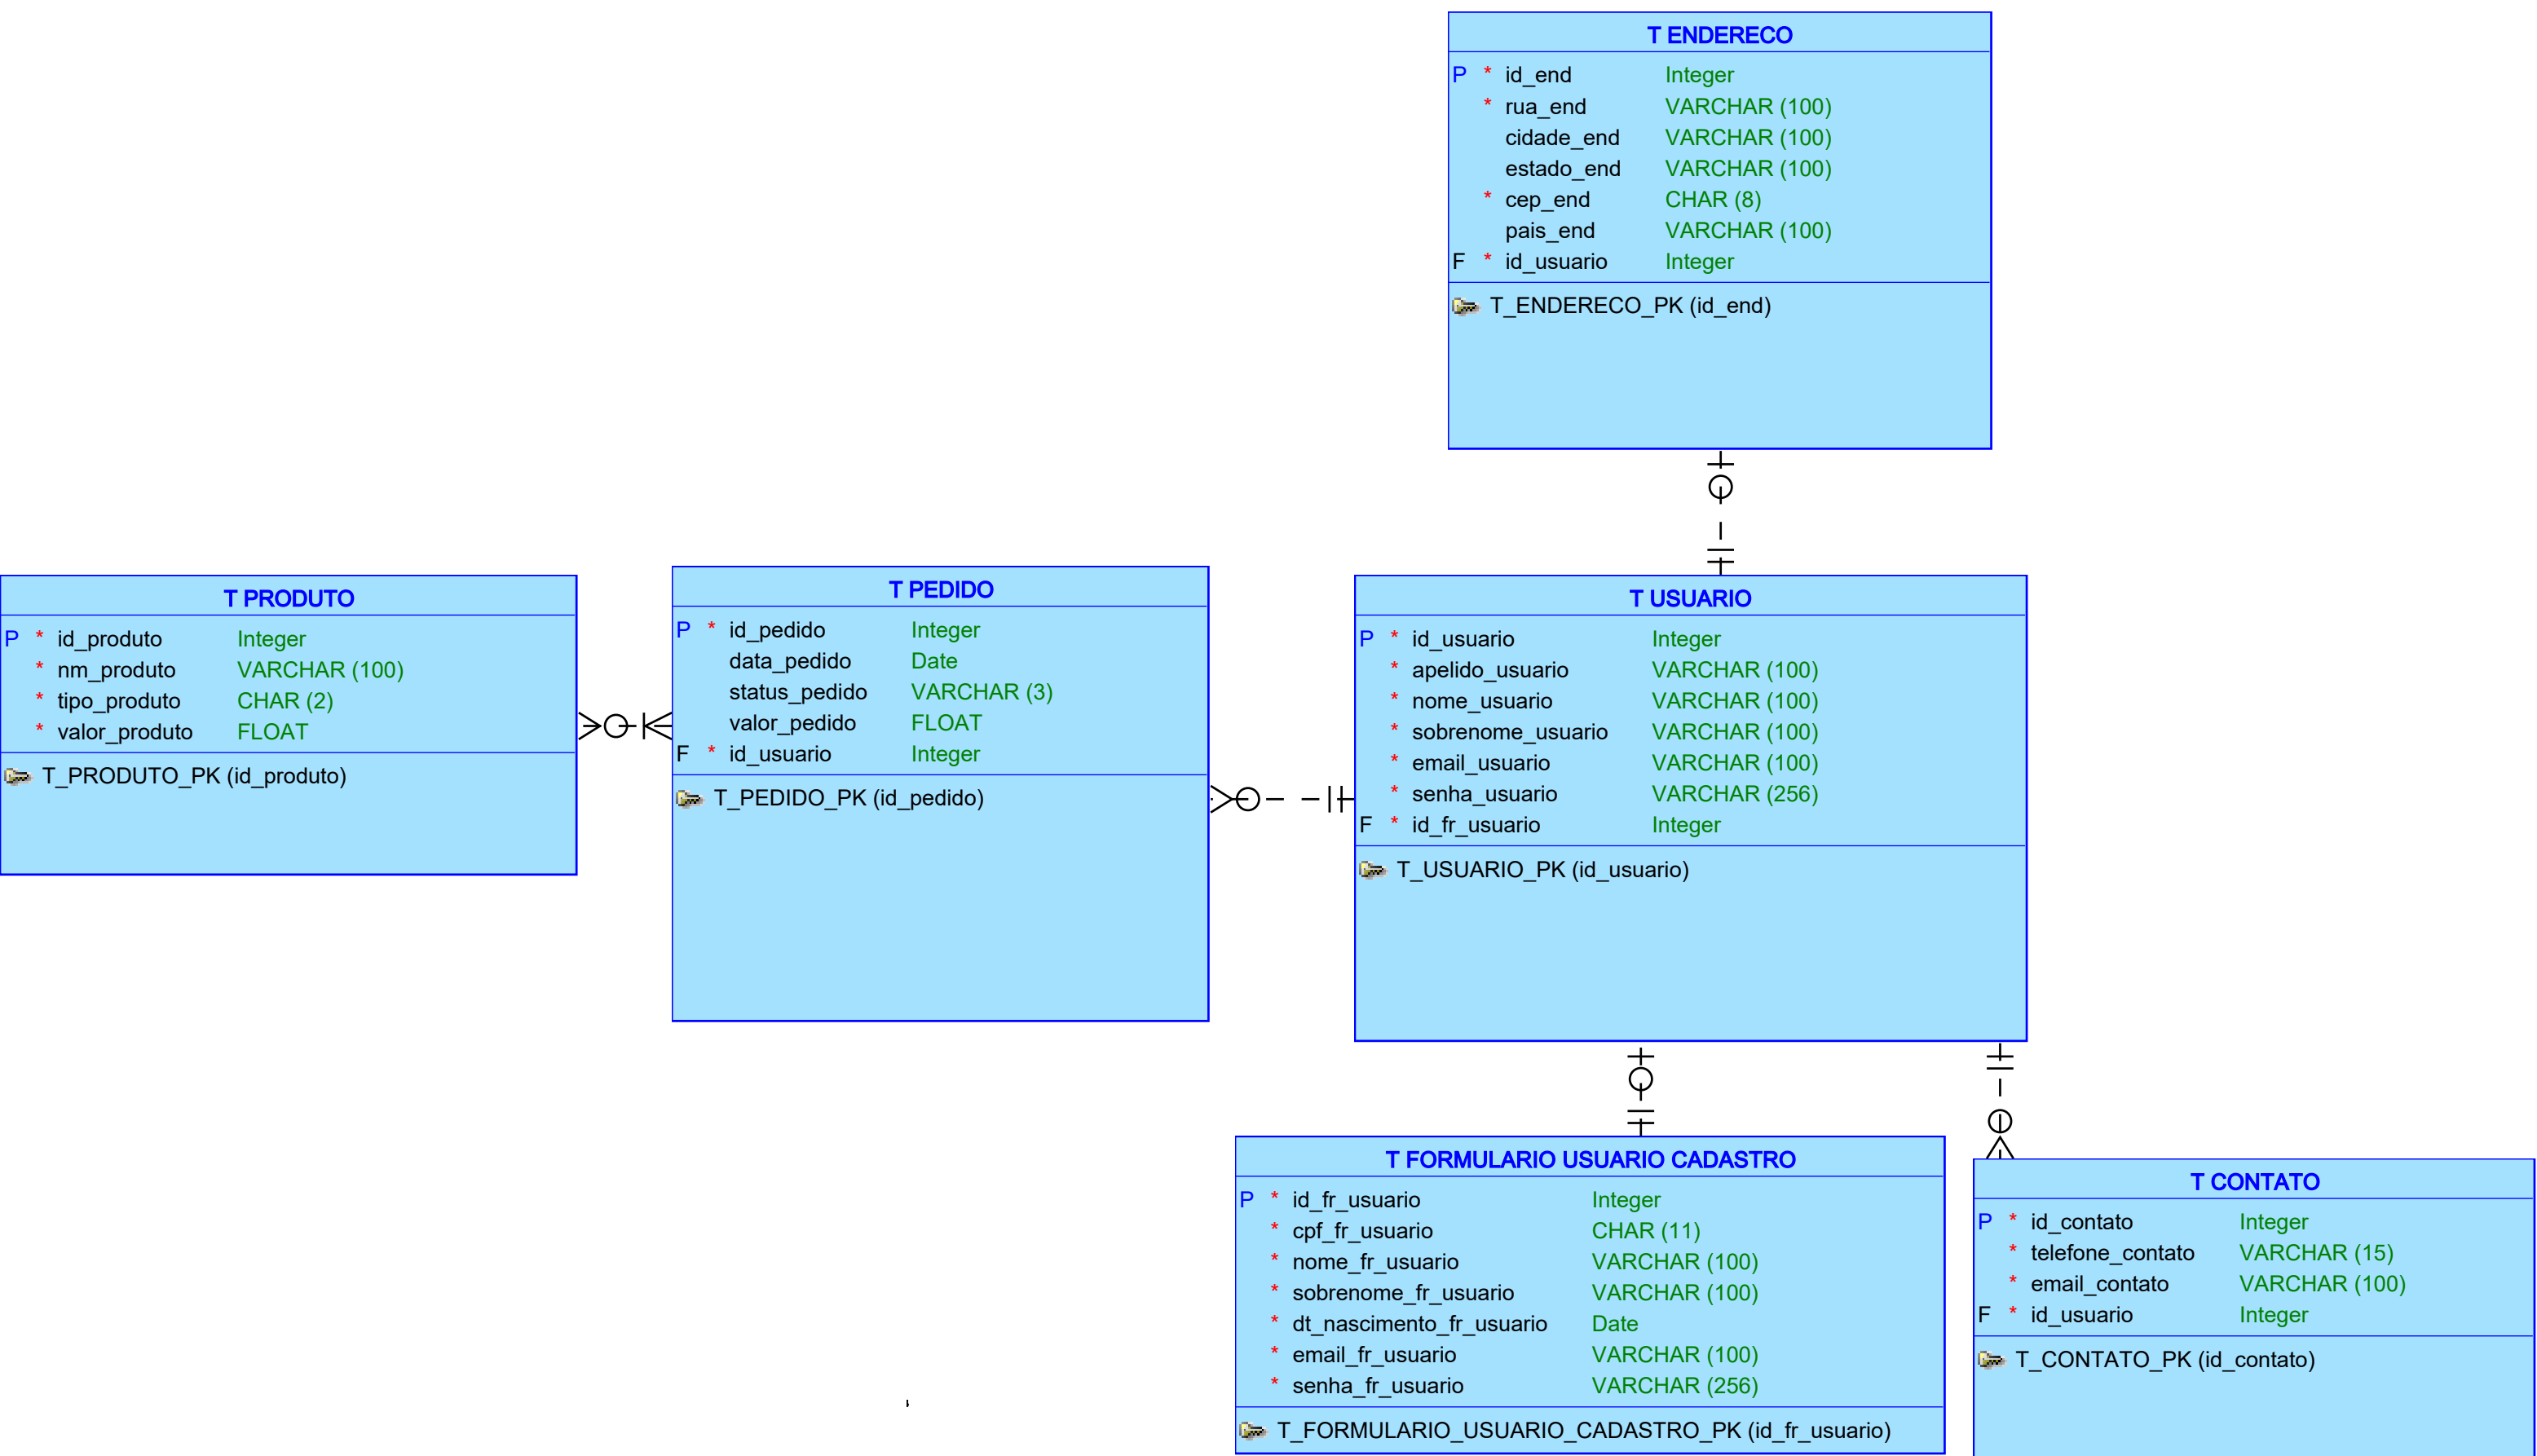 T ENDERECO
P * id_end Integer
* rua_end VARCHAR (100)
cidade_end VARCHAR (100)
estado_end VARCHAR (100)
* cep_end CHAR (8)
pais_end VARCHAR (100)
F * id_usuario Integer
T_ENDERECO_PK (id_end)
T PRODUTO
P * id_produto Integer
* nm_produto VARCHAR (100)
* tipo_produto CHAR (2)
* valor_produto FLOAT
T_PRODUTO_PK (id_produto)
T PEDIDO
P * id_pedido Integer
data_pedido Date
status_pedido VARCHAR (3)
valor_pedido FLOAT
F * id_usuario Integer
T_PEDIDO_PK (id_pedido)
T USUARIO
P * id_usuario Integer
* apelido_usuario VARCHAR (100)
* nome_usuario VARCHAR (100)
* sobrenome_usuario VARCHAR (100)
* email_usuario VARCHAR (100)
* senha_usuario VARCHAR (256)
F * id_fr_usuario Integer
T_USUARIO_PK (id_usuario)
T FORMULARIO USUARIO CADASTRO
P * id_fr_usuario Integer
* cpf_fr_usuario CHAR (11)
* nome_fr_usuario VARCHAR (100)
* sobrenome_fr_usuario VARCHAR (100)
* dt_nascimento_fr_usuario Date
* email_fr_usuario VARCHAR (100)
* senha_fr_usuario VARCHAR (256)
T_FORMULARIO_USUARIO_CADASTRO_PK (id_fr_usuario)
T CONTATO
P * id_contato Integer
* telefone_contato VARCHAR (15)
* email_contato VARCHAR (100)
F * id_usuario Integer
T_CONTATO_PK (id_contato)